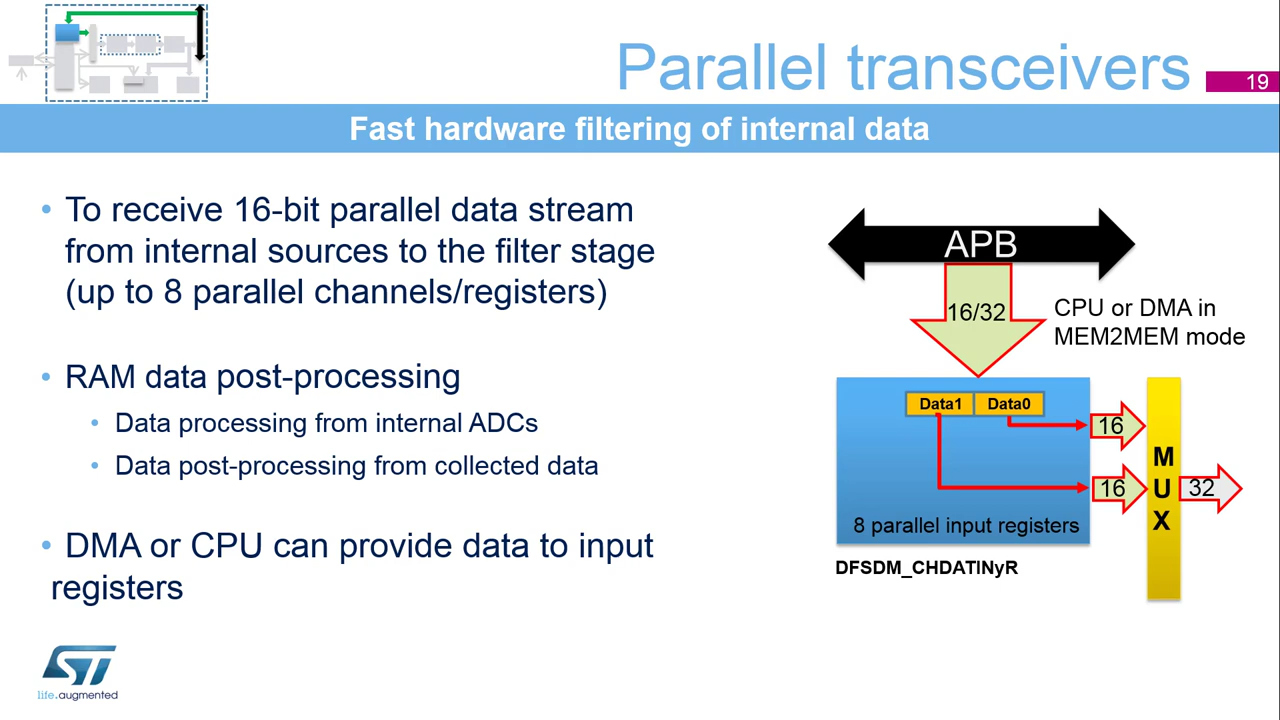 Parallel transceivers
19
Fast hardware filtering of internal data
• To receive 16-bit parallel data stream
from internal sources to the filter stage
(up to 8 parallel channels/registers)
• RAM data post-processing
• Data processing from internal ADCs
• Data post-processing from collected data
• DMA or CPU can provide data to input
registers
APB
16/32
CPU or DMA in
MEM2MEM mode
Data1
Data0
16
16
M
U
X
32
8 parallel input registers
DFSDM_CHDATINyR
ST
life.augmented